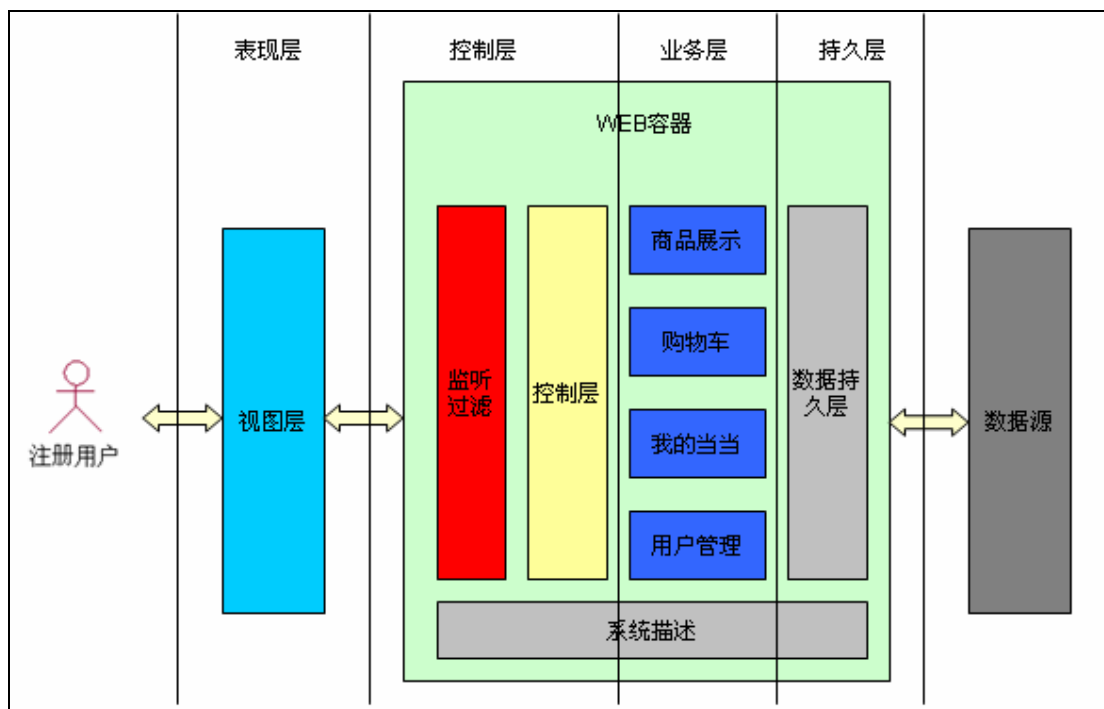 表现层
控制层
业务层
持久层
WEB容器
商品展示
购物车
监听
过滤
控制层
数据持
久层
视图层
我的当当
数据源
注册用户
用户管理
系统描述